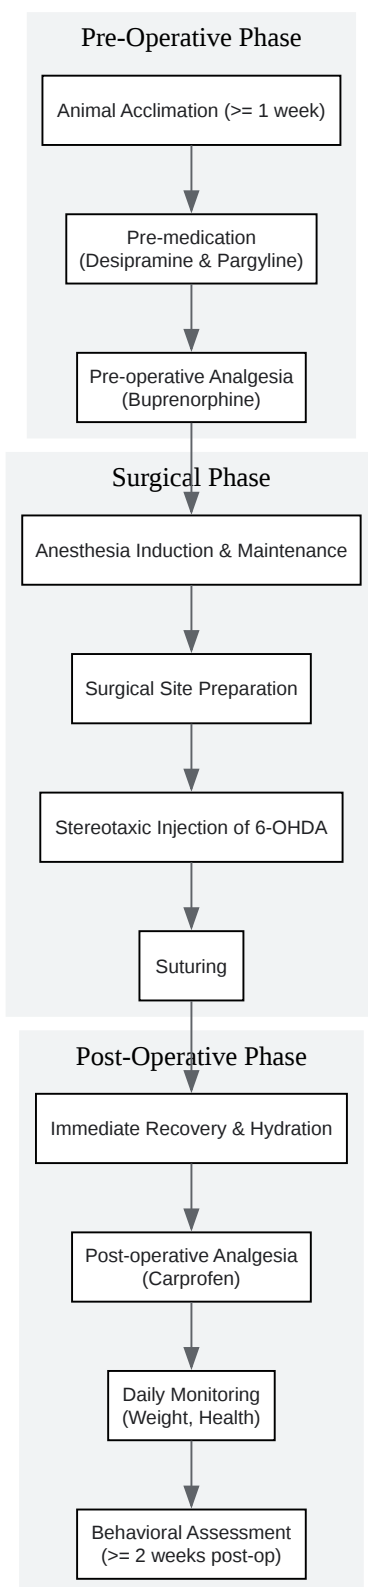 Pre-Operative Phase
Animal Acclimation (>= 1 week)
Pre-medication
(Desipramine & Pargyline)
Pre-operative Analgesia
(Buprenorphine)
Surgical Phase
Anesthesia Induction & Maintenance
Surgical Site Preparation
Stereotaxic Injection of 6-OHDA
Suturing
Post-Operative Phase
Immediate Recovery & Hydration
Post-operative Analgesia
(Carprofen)
Daily Monitoring
(Weight, Health)
Behavioral Assessment
(>= 2 weeks post-op)